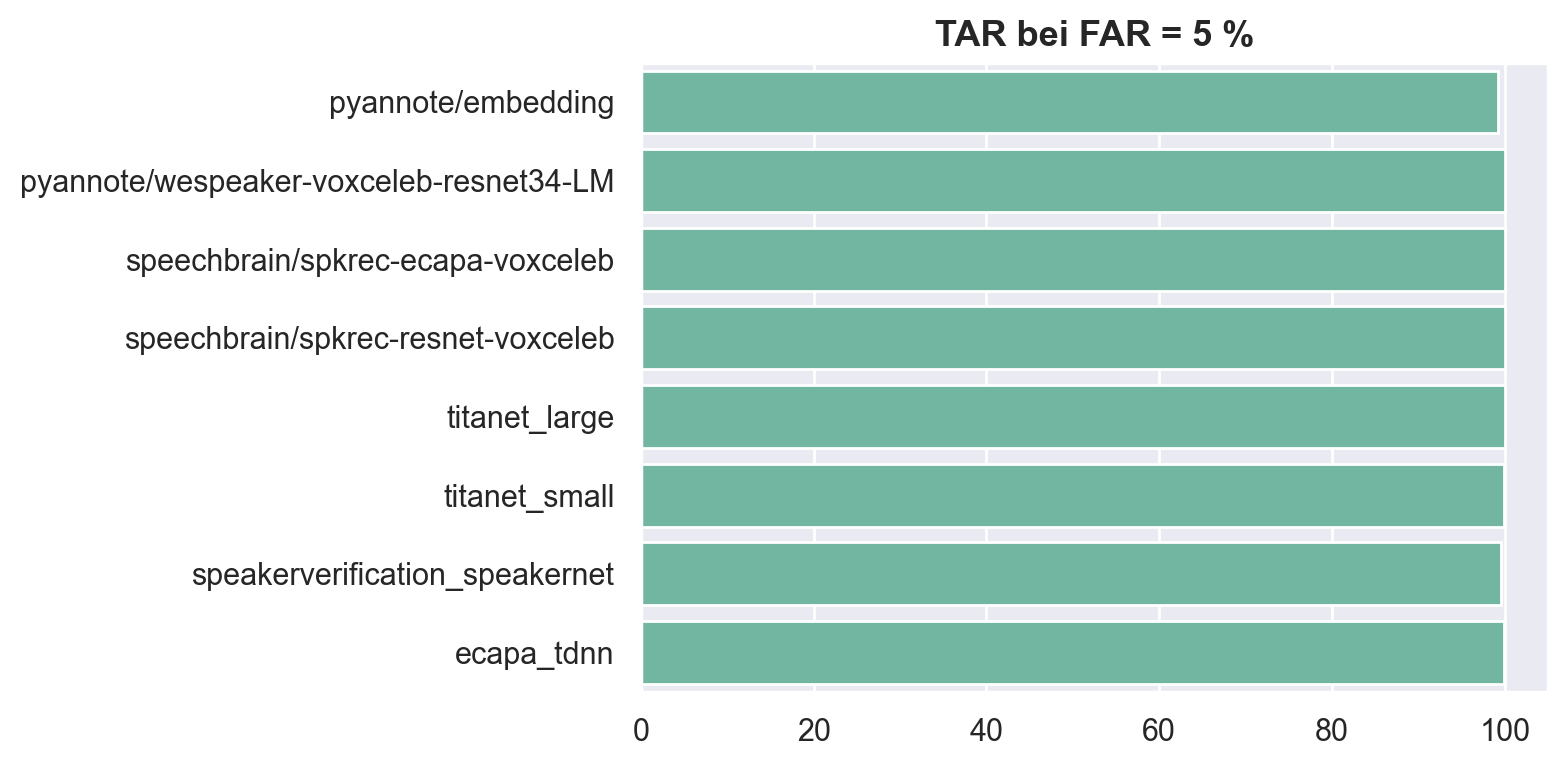 TAR bei FAR = 5 %
pyannote/embedding
pyannote/wespeaker-voxceleb-resnet34-LM
speechbrain/spkrec-ecapa-voxceleb
speechbrain/spkrec-resnet-voxceleb
titanet_large
titanet_small
speakerverification_speakernet
ecapa_tdnn
0 20 40 60 80 100